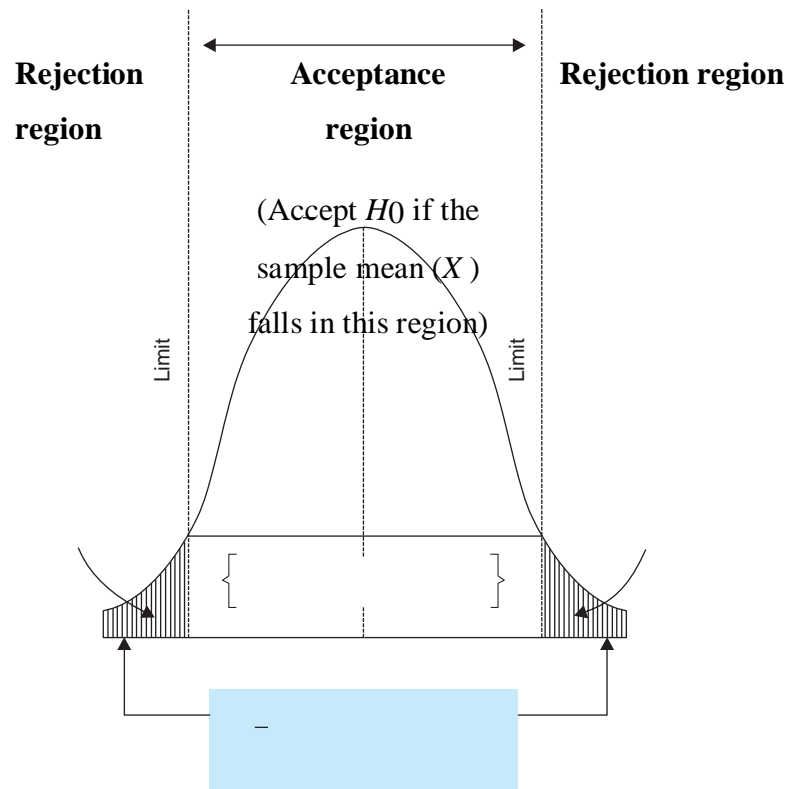 Rejection region
Acceptance region
Rejection region
(Accept H0 if the
sample mean (X )
falls in this region)
Limit
Limit